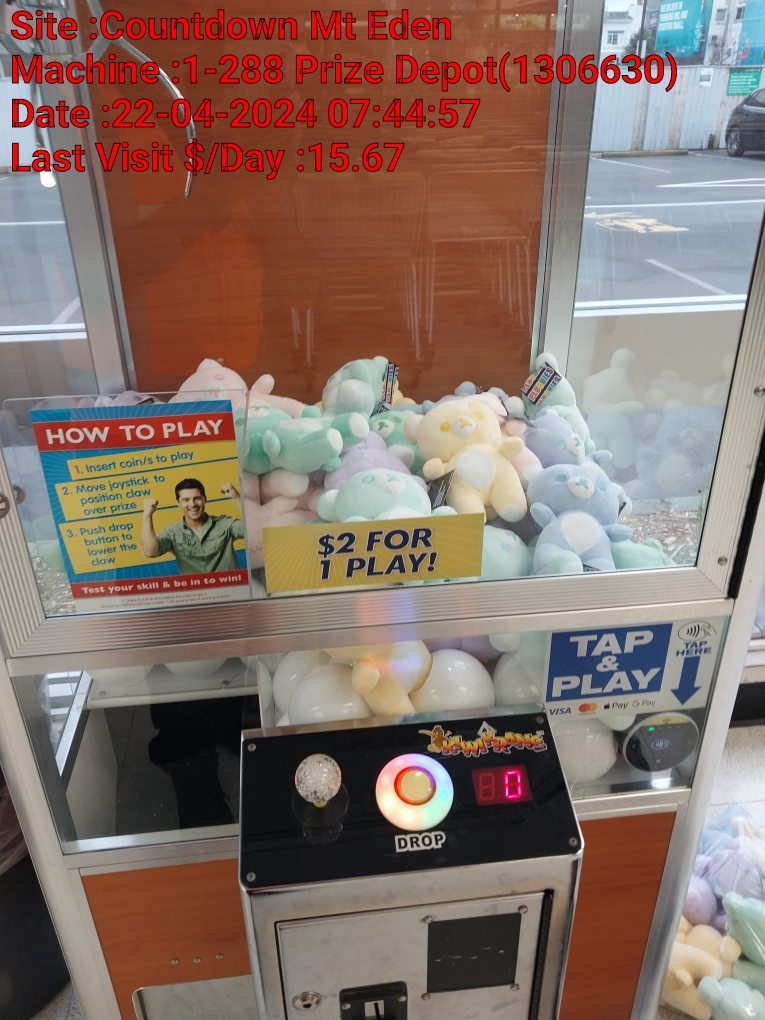 Site :Countdown Mt Eden
Machine :1-288 Prize Depot(1306630)
Date :22-04-2024 07:44:57
Last Visit $/Day :15.67
HOW TO PLAY
1. Insert coin/s to play
2. Move joystick to
position claw
over prize
3. Push drop
button to
lower the
claw
Test your skill & be in to win!
$2 FOR
1 PLAY!
TAP
&
PLAY
TAP
HERE
VISA
Pay
G Pay
0
DROP